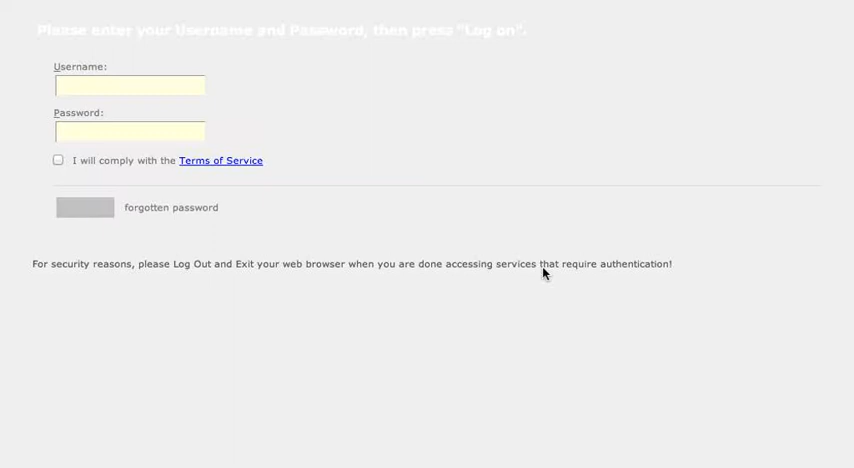 Please enter your Username and Password, then press "Log on".
Username:
Password:
I will comply with the Terms of Service
forgotten password
For security reasons, please Log Out and Exit your web browser when you are done accessing services that require authentication!